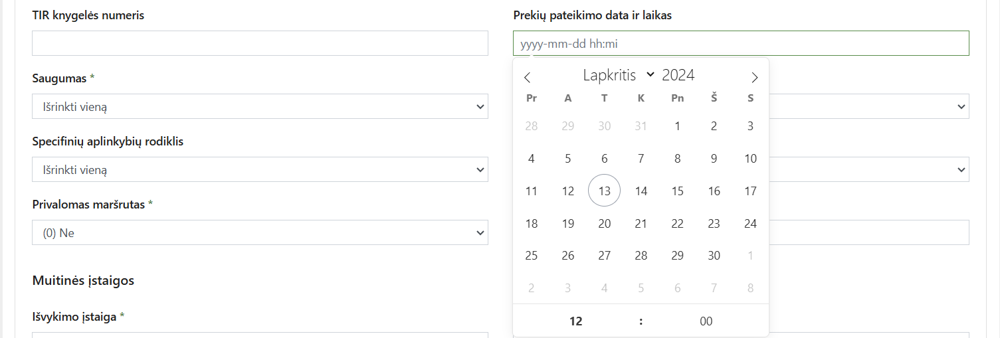 TIR knygelės numeris
Prekių pateikimo data ir laikas
yyyy-mm-dd hh:mi
Saugumas *
Išrinkti vieną
Specifinių aplinkybių rodiklis
Išrinkti vieną
Privalomas maršrutas *
(0) Ne
Muitinės įstaigos
Išvykimo įstaiga *
Lapkritis 2024
Pr A T K Pn Š S
28 29 30 31 1 2 3
4 5 6 7 8 9 10
11 12 13 14 15 16 17
18 19 20 21 22 23 24
25 26 27 28 29 30 1
2 3 4 5 6 7 8
12 : 00